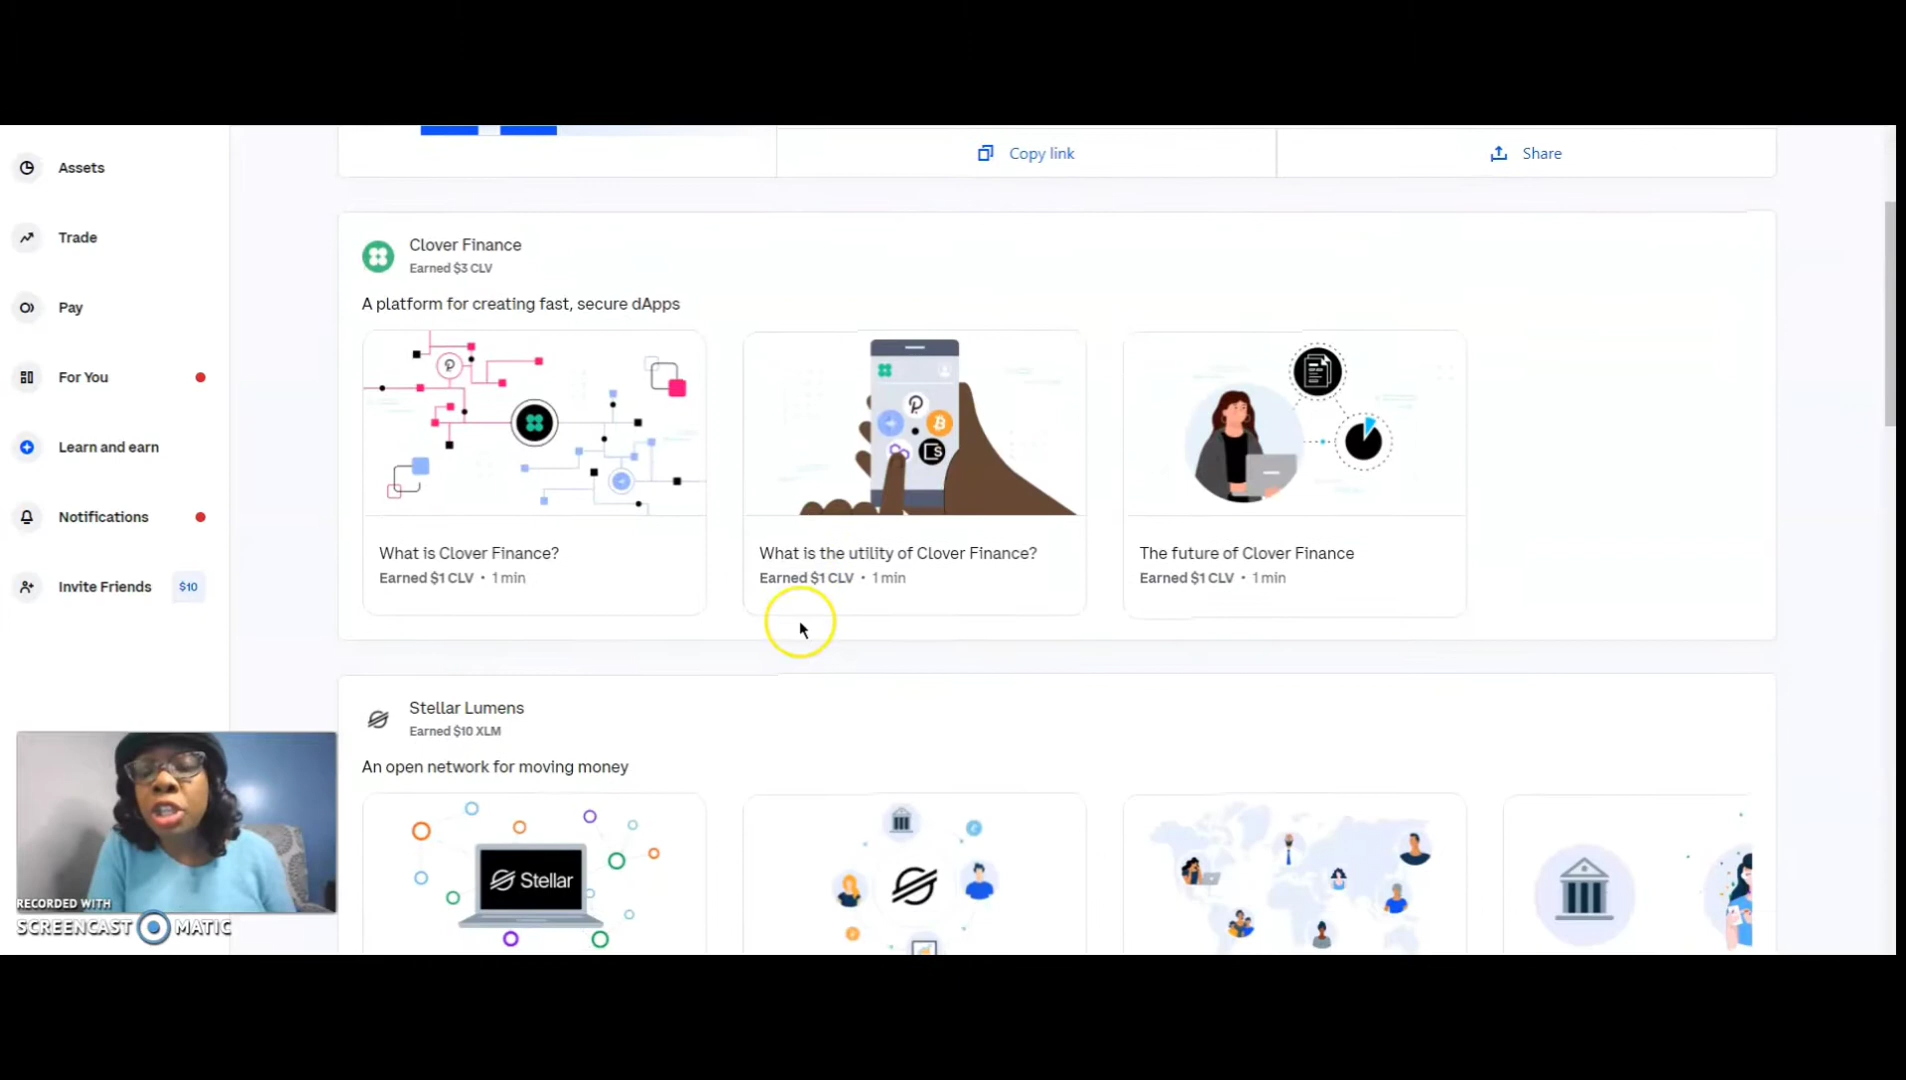 Assets
Trade
Pay
For You
Learn and earn
Notifications
Invite Friends $10
Copy link
Share
Clover Finance
Earned $3 CLV
A platform for creating fast, secure dApps
What is Clover Finance?
Earned $1 CLV • 1 min
What is the utility of Clover Finance?
Earned $1 CLV • 1 min
The future of Clover Finance
Earned $1 CLV • 1 min
Stellar Lumens
Earned $10 XLM
An open network for moving money
Stellar
RECORDED WITH
SCREENCAST MATIC